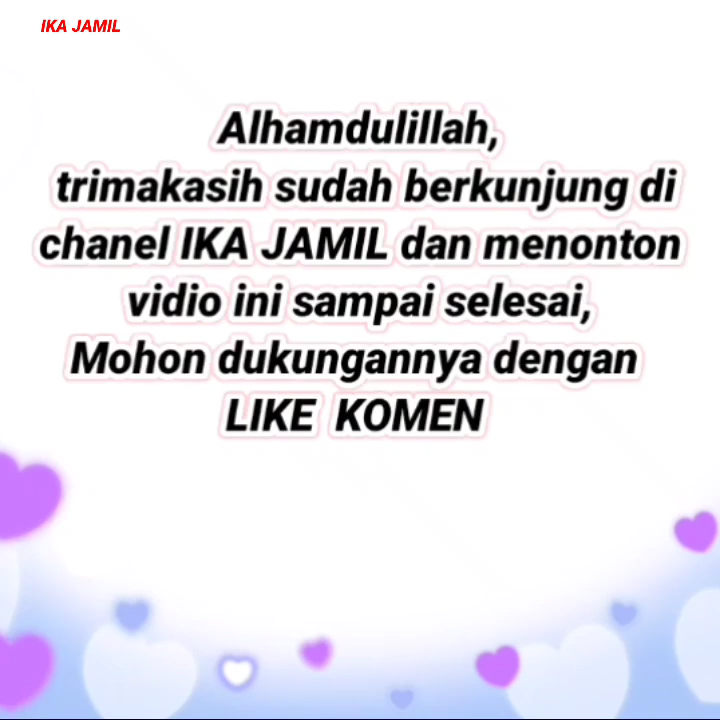 IKA JAMIL
Alhamdulillah,
trimakasih sudah berkunjung di
chanel IKA JAMIL dan menonton
vidio ini sampai selesai,
Mohon dukungannya dengan
LIKE KOMEN